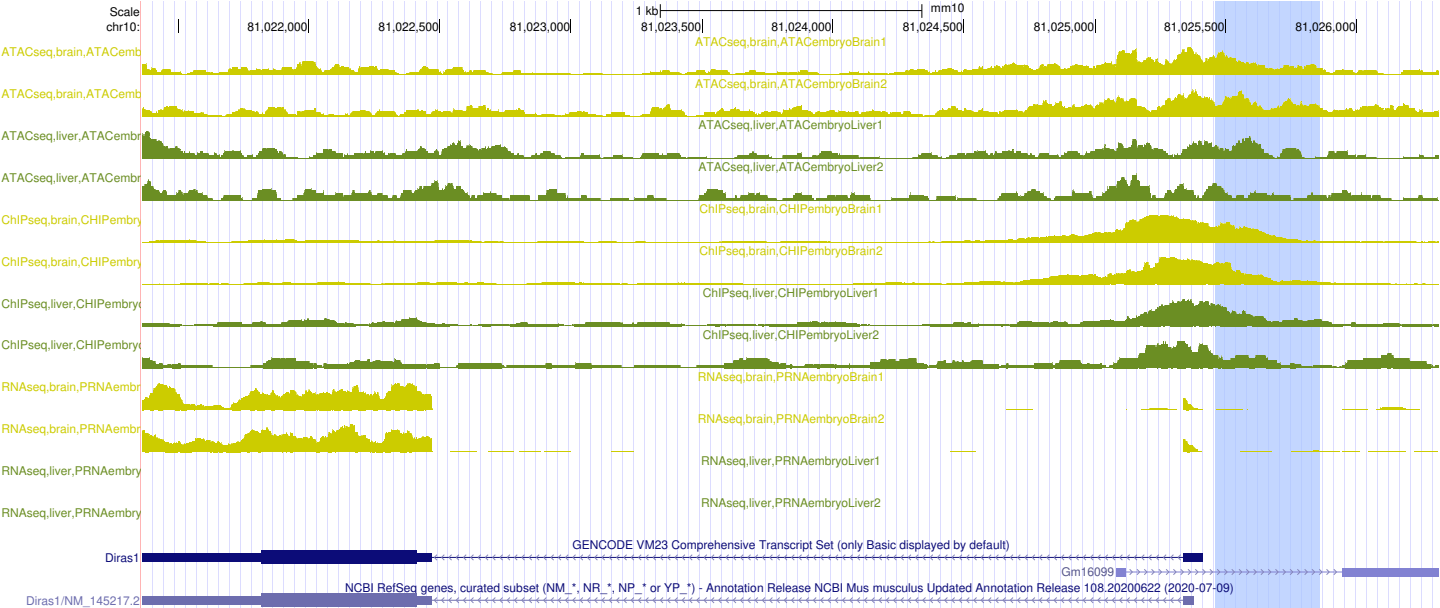 Scale 1 kb mm10
chr10: 81,022,000 81,022,500 81,023,000 81,023,500 81,024,000 81,024,500 81,025,000 81,025,500 81,026,000
ATACseq,brain,ATACembryoBrain1
ATACseq,brain,ATACemb
ATACseq,brain,ATACembryoBrain2
ATACseq,brain,ATACemb
ATACseq,liver,ATACembryoLiver1
ATACseq,liver,ATACembr
ATACseq,liver,ATACembryoLiver2
ATACseq,liver,ATACembr
ChIPseq,brain,CHIPembryoBrain1
ChIPseq,brain,CHIPembry
ChIPseq,brain,CHIPembryoBrain2
ChIPseq,brain,CHIPembry
ChIPseq,liver,CHIPembryoLiver1
ChIPseq,liver,CHIPembryo
ChIPseq,liver,CHIPembryoLiver2
ChIPseq,liver,CHIPembryo
RNAseq,brain,PRNAembryoBrain1
RNAseq,brain,PRNAembr
RNAseq,brain,PRNAembryoBrain2
RNAseq,brain,PRNAembr
RNAseq,liver,PRNAembryoLiver1
RNAseq,liver,PRNAembry
RNAseq,liver,PRNAembryoLiver2
RNAseq,liver,PRNAembry
GENCODE VM23 Comprehensive Transcript Set (only Basic displayed by default)
Diras1
Gm16099
NCBI RefSeq genes, curated subset (NM_*, NR_*, NP_* or YP_*) - Annotation Release NCBI Mus musculus Updated Annotation Release 108.20200622 (2020-07-09)
Diras1/NM_145217.2